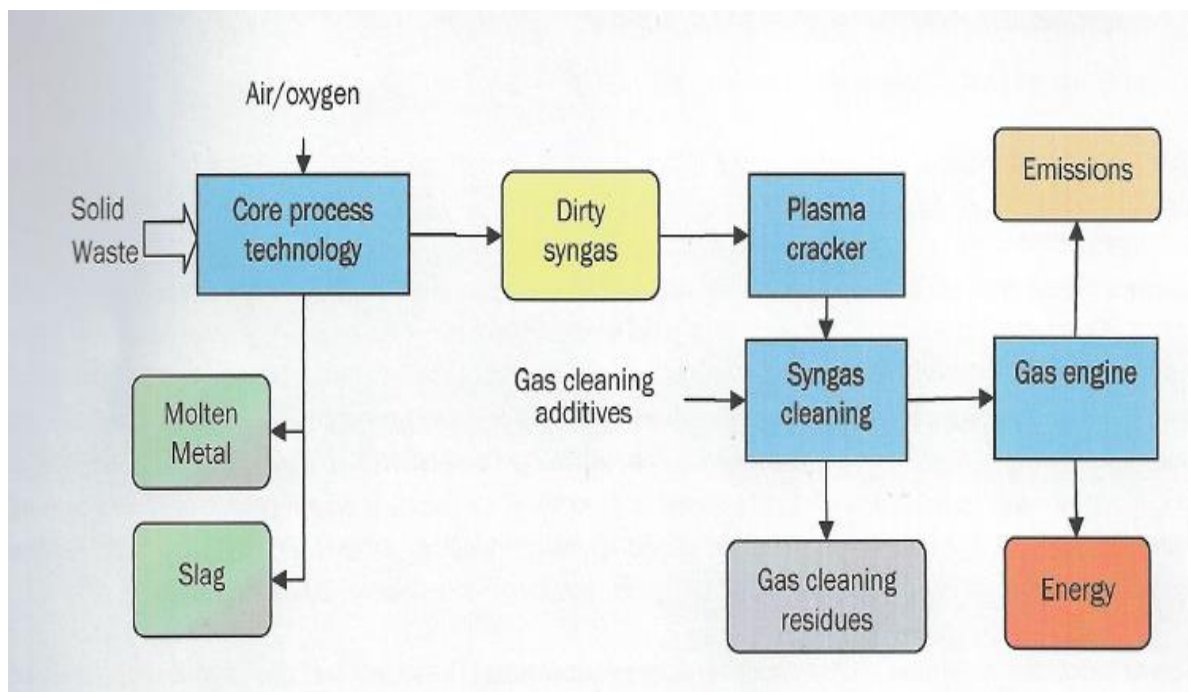 Air/oxygen
Solid
Waste
Core process
technology
Dirty
syngas
Plasma
cracker
Emissions
Molten
Metal
Gas cleaning
additives
Syngas
cleaning
Gas engine
Slag
Gas cleaning
residues
Energy